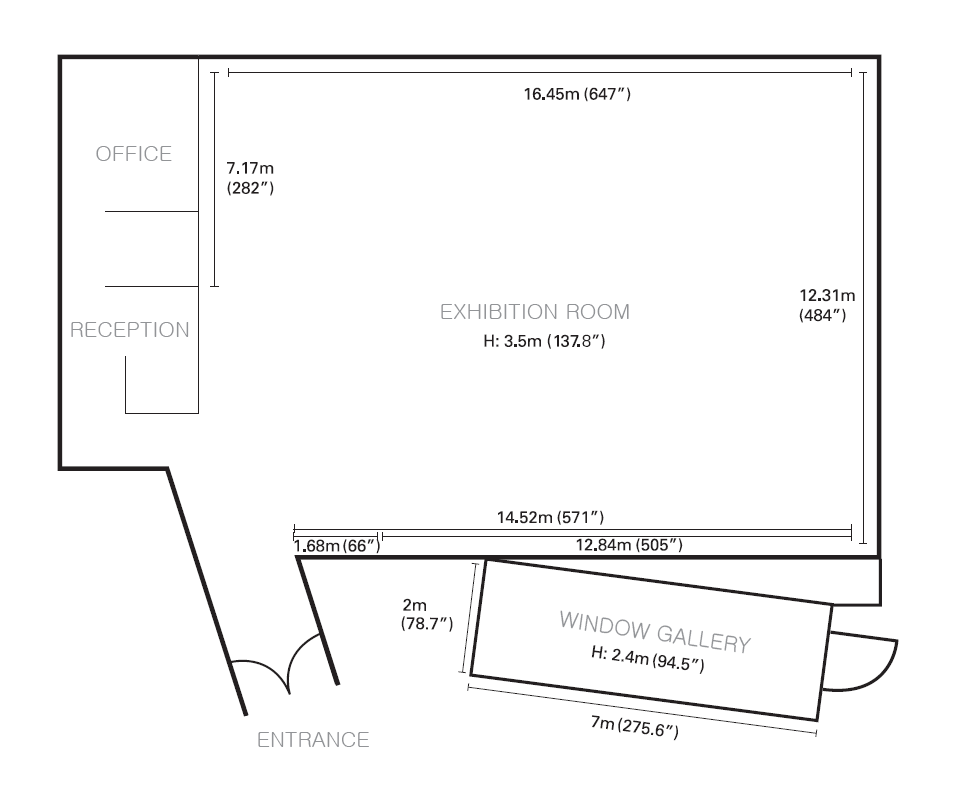 16.45m (647")
OFFICE
7.17m
(282")
12.31m
(484")
EXHIBITION ROOM
H: 3.5m (137.8")
RECEPTION
14.52m (571")
1.68m (66")
12.84m (505")
2m
(78.7")
WINDOW GALLERY
H: 2.4m (94.5")
7m (275.6")
ENTRANCE